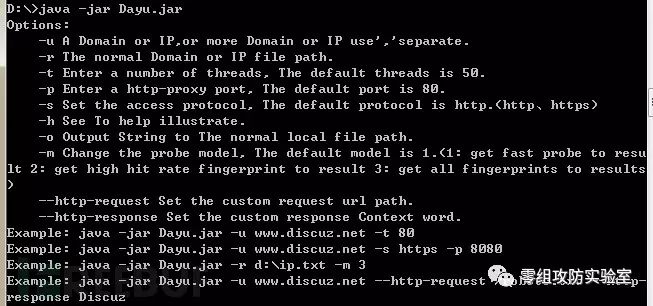 D:\>java -jar Dayu.jar
Options:
-u A Domain or IP,or more Domain or IP use','separate.
-r The normal Domain or IP file path.
-t Enter a number of threads, The default threads is 50.
-p Enter a http-proxy port, The default port is 80.
-s Set the access protocol, The default protocol is http.(http、https)
-h See To help illustrate.
-o Output String to The normal local file path.
-m Change the probe model, The default model is 1.(1: get fast probe to resu
lt 2: get high hit rate fingerprint to result 3: get all fingerprints to results
)
--http-request Set the custom request url path.
--http-response Set the custom response Context word.
Example: java -jar Dayu.jar -u www.discuz.net -t 80
Example: java -jar Dayu.jar -u www.discuz.net -s https -p 8080
Example: java -jar Dayu.jar -r d:\ip.txt -m 3
Example: java -jar Dayu.jar -u www.discuz.net --http-request
response Discuz
零组攻防实验室